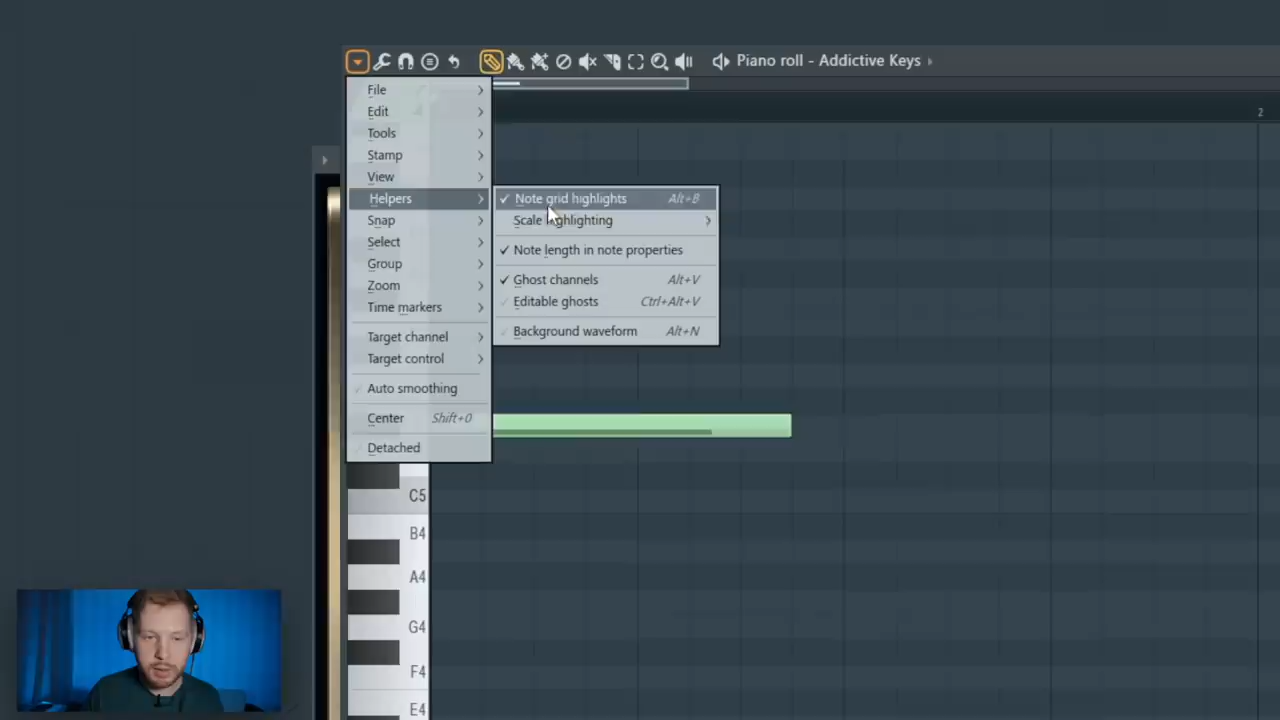 Piano roll - Addictive Keys
File
Edit
Tools
Stamp
View
Helpers
Snap
Select
Group
Zoom
Time markers
Target channel
Target control
Auto smoothing
Center Shift+0
Detached
Note grid highlights Alt+B
Scale highlighting
Note length in note properties
Ghost channels Alt+V
Editable ghosts Ctrl+Alt+V
Background waveform Alt+N
2
C5
B4
A4
G4
F4
E4